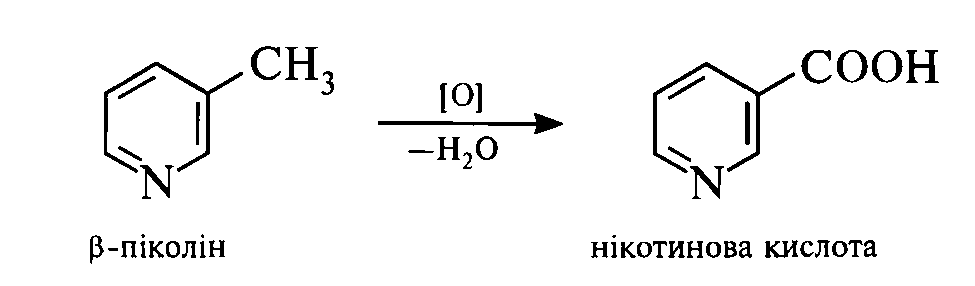 CH₃
[O]
–H₂O
N
β-піколін
COOH
N
нікотинова кислота